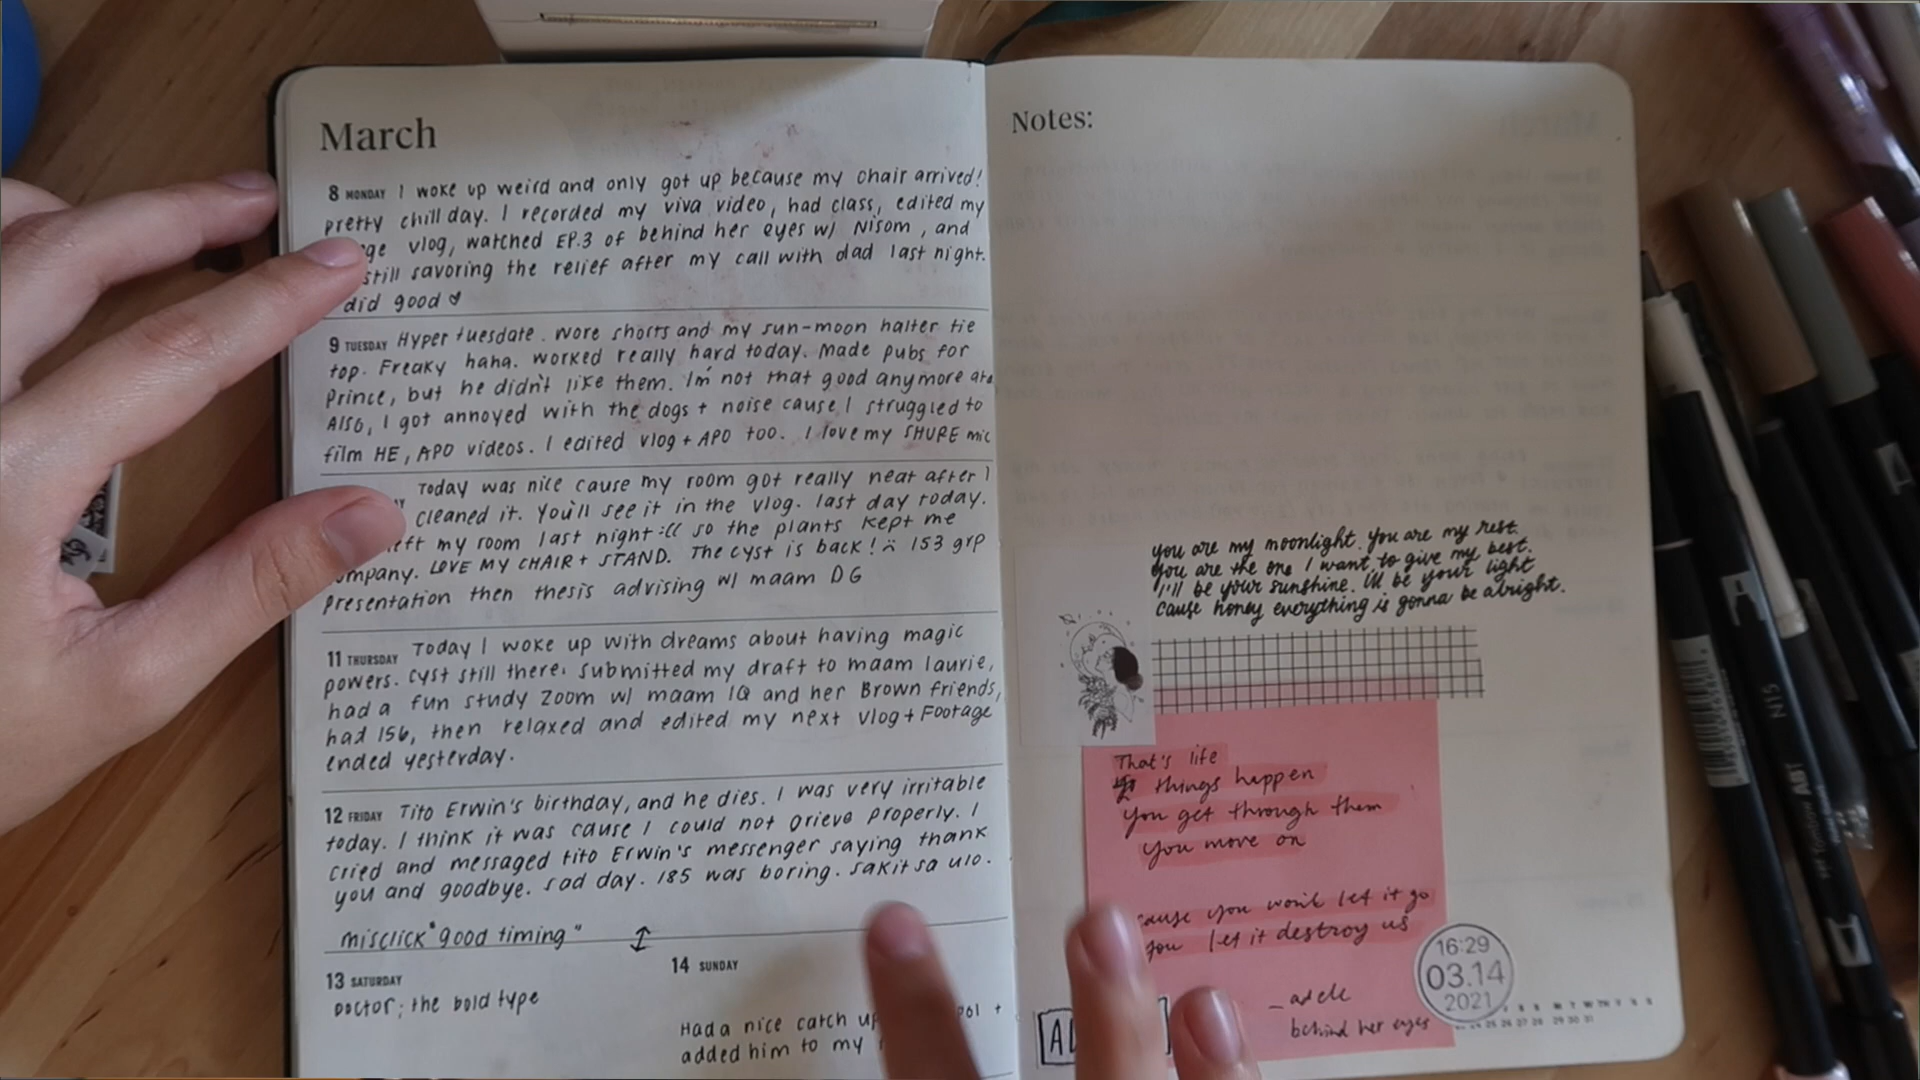 March
8 MONDAY I woke up weird and only got up because my chair arrived!
pretty chill day. I recorded my viva video, had class, edited my
vlog, watched EP.3 of behind her eyes w/ Nisom, and
still savoring the relief after my call with dad last night.
did good
9 TUESDAY Hyper tuesdate. Wore shorts and my sun-moon halter tie
top. Freaky haha. Worked really hard today. Made pubs for
Prince, but he didn't like them. I'm not that good anymore
Also, I got annoyed with the dogs + noise cause I struggled to
film HE, APO videos. I edited vlog + APO too. I love my SHURE mic
Today was nice cause my room got really neat after I
cleaned it. You'll see it in the vlog. last day today.
my room last night :(( so the plants kept me
company. LOVE MY CHAIR + STAND. The cyst is back! 153 grp
presentation then thesis advising w/ maam DG
11 THURSDAY Today I woke up with dreams about having magic
powers. Cyst still there. Submitted my draft to maam laurie,
had a fun study zoom w/ maam IQ and her Brown friends,
had 156, then relaxed and edited my next vlog + Footage
ended yesterday.
12 FRIDAY Tito Erwin's birthday, and he dies. I was very irritable
today. I think it was cause I could not grieve properly. I
cried and messaged tito Erwin's messenger saying thank
you and goodbye. sad day. 185 was boring. sakit sa ulo.
misclick "good timing"
13 SATURDAY
Doctor; the bold type
14 SUNDAY
Had a nice catch up +
added him to my
Notes:
you are my moonlight. You are my rest.
You are the one I want to give my best.
I'll be your sunshine. I'll be your light
cause honey everything is gonna be alright.
That's life
things happen
You get through them
You move on
cause you won't let it go
you let it destroy us
_ adele
behind her eyes
16:29
03.14
2021
N15
ABT